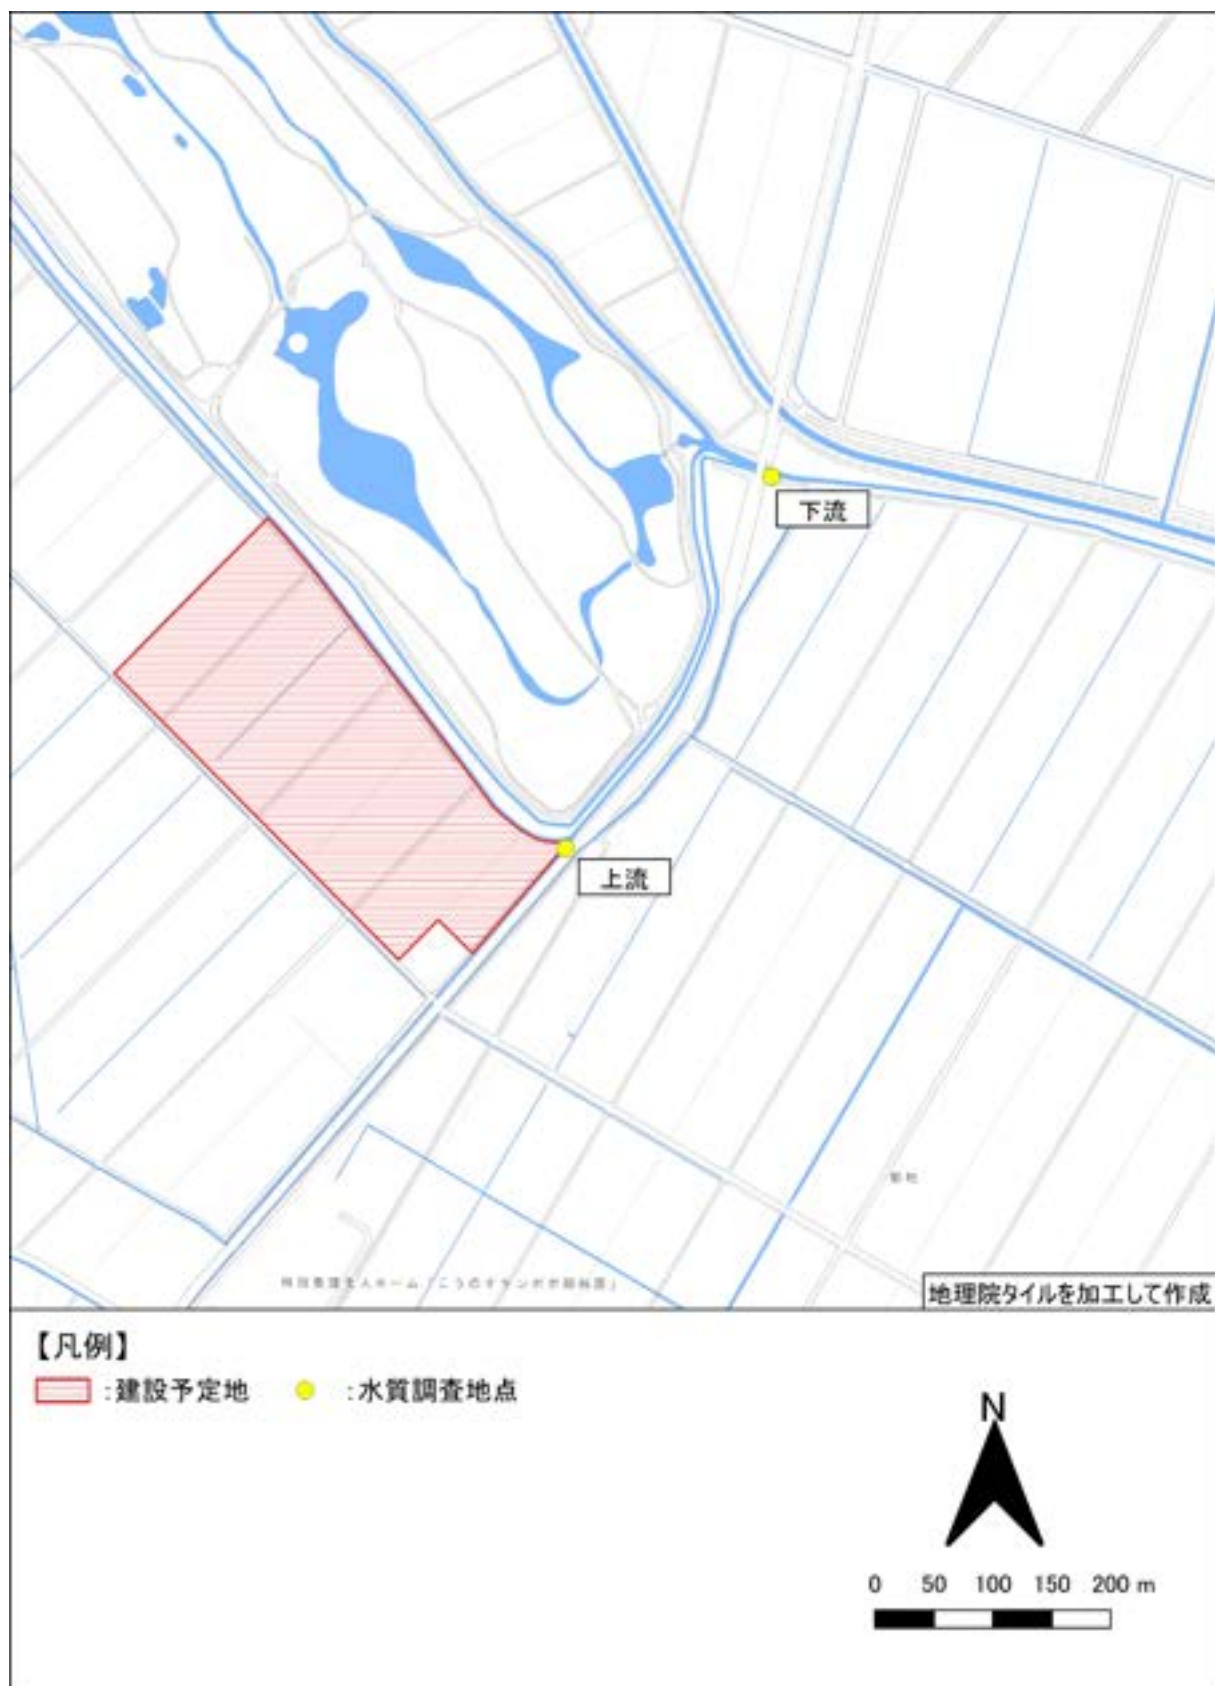 下流
上流
地理院タイルを加工して作成
【凡例】
:建設予定地
:水質調査地点
N
0 50 100 150 200 m